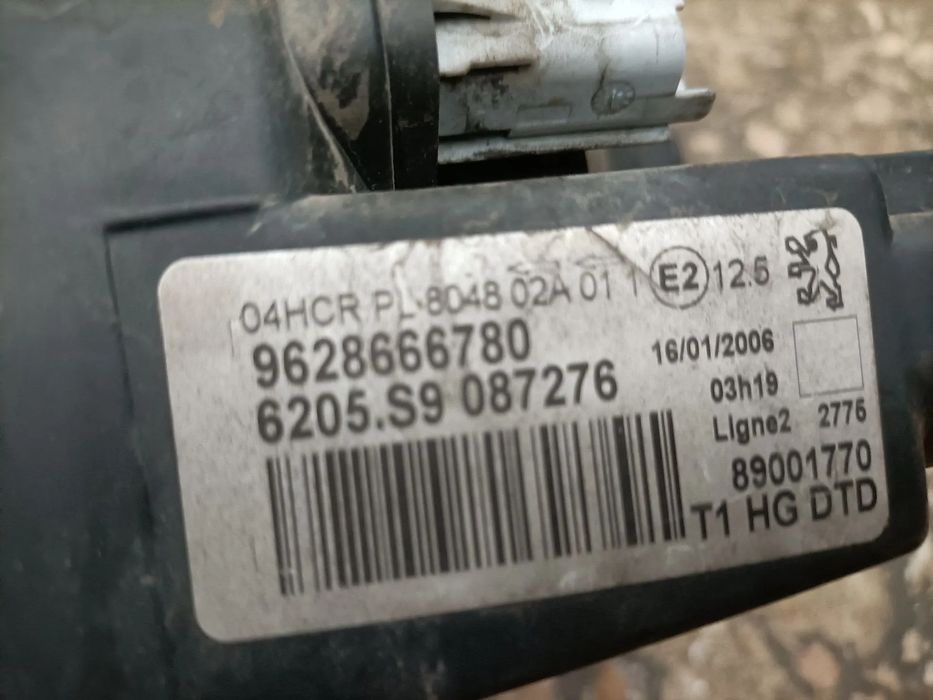 04HCR PL-8048 02A 01 1 E2 12.5
9628666780
6205.S9 087276
16/01/2006
03h19
Ligne2 2776
89001770
T1 HG DTD